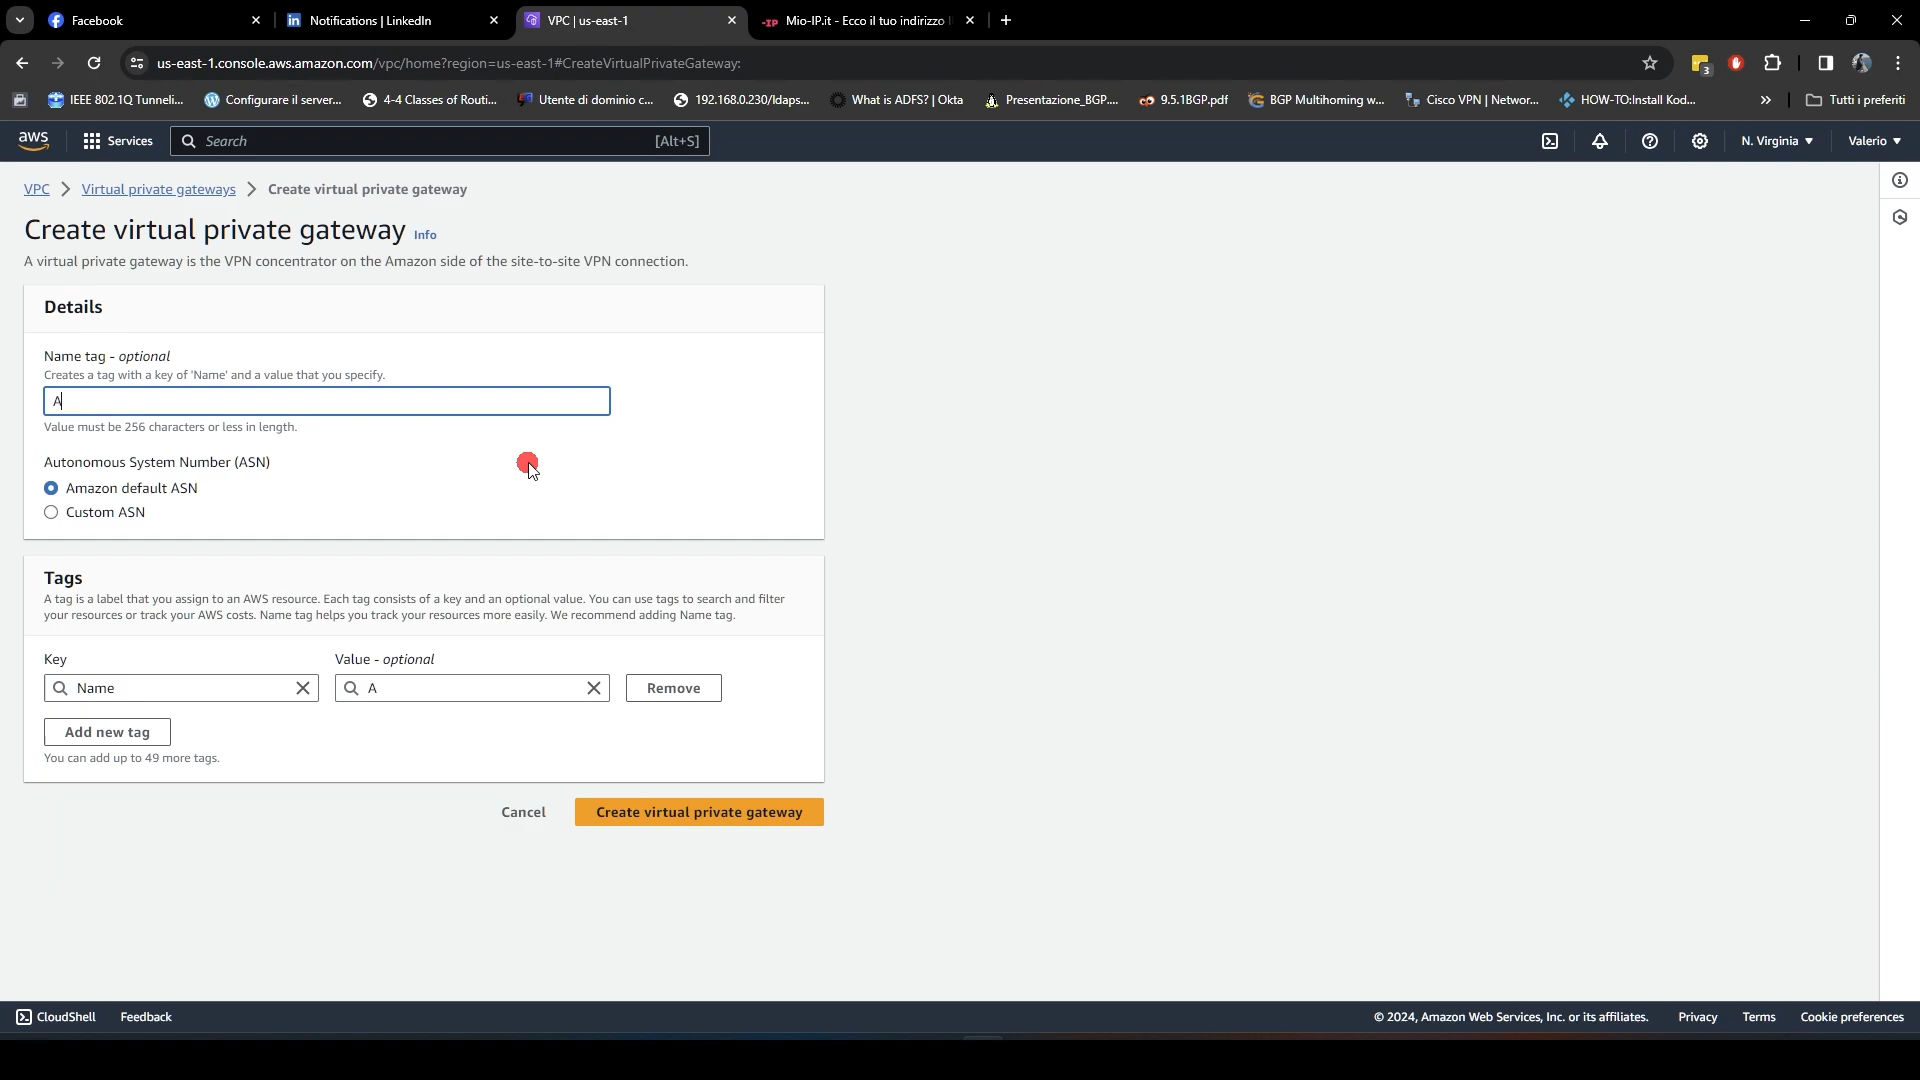 Facebook
Notifications | LinkedIn
VPC | us-east-1
Mio-IP.it - Ecco il tuo indirizzo
us-east-1.console.aws.amazon.com/vpc/home?region=us-east-1#CreateVirtualPrivateGateway:
3
IEEE 802.1Q Tunneli...
Configurare il server...
4-4 Classes of Routi...
Utente di dominio c...
192.168.0.230/ldaps...
What is ADFS? | Okta
Presentazione_BGP....
9.5.1BGP.pdf
BGP Multihoming w...
Cisco VPN | Networ...
HOW-TO:Install Kod...
Tutti i preferiti
aws
Services
Search
[Alt+S]
N. Virginia
Valerio
VPC
Virtual private gateways
Create virtual private gateway
Create virtual private gateway Info
A virtual private gateway is the VPN concentrator on the Amazon side of the site-to-site VPN connection.
Details
Name tag - optional
Creates a tag with a key of 'Name' and a value that you specify.
A
Value must be 256 characters or less in length.
Autonomous System Number (ASN)
Amazon default ASN
Custom ASN
Tags
A tag is a label that you assign to an AWS resource. Each tag consists of a key and an optional value. You can use tags to search and filter
your resources or track your AWS costs. Name tag helps you track your resources more easily. We recommend adding Name tag.
Key
Value - optional
Name
A
Remove
Add new tag
You can add up to 49 more tags.
Cancel
Create virtual private gateway
CloudShell
Feedback
© 2024, Amazon Web Services, Inc. or its affiliates.
Privacy
Terms
Cookie preferences